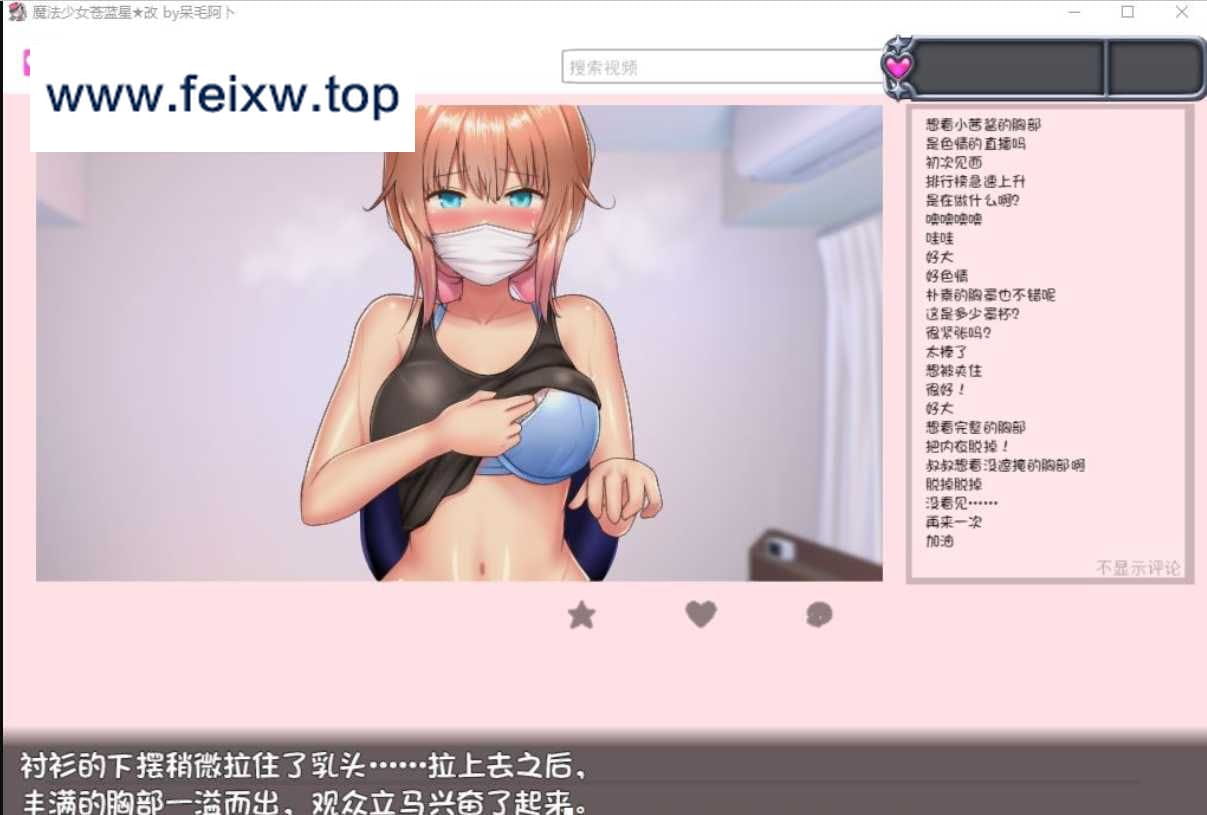 魔法少女苍蓝星★改 by呆毛阿卜
www.feixw.top
搜索视频
是色情的直播吗
初次见面
排行榜急速上升
是在做什么啊?
噢噢噢噢
哇哇
好大
好色情
朴素的胸罩也不错呢
这是多少罩杯?
很紧张吗?
太棒了
想被夹住
很好！
好大
想看完整的胸部
把内衣脱掉！
叔叔想看没遮掩的胸部啊
脱掉脱掉
没看见……
再来一次
加油
不显示评论
衬衫的下摆稍微拉住了乳头……拉上去之后，
丰满的胸部一溢而出，观众立马兴奋了起来。